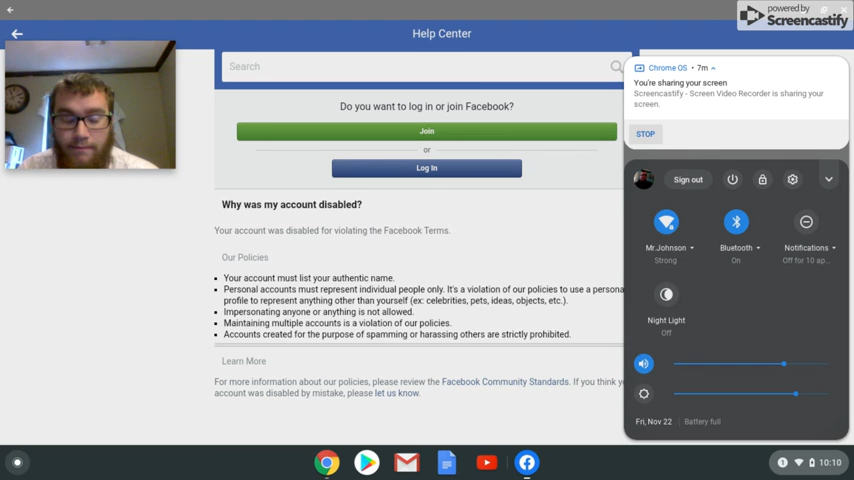 powered by
Screencastify
Help Center
Search
Do you want to log in or join Facebook?
Join
or
Log In
Why was my account disabled?
Your account was disabled for violating the Facebook Terms.
Our Policies
Your account must list your authentic name.
Personal accounts must represent individual people only. It's a violation of our policies to use a persona
profile to represent anything other than yourself (ex: celebrities, pets, ideas, objects, etc.).
Impersonating anyone or anything is not allowed.
Maintaining multiple accounts is a violation of our policies.
Accounts created for the purpose of spamming or harassing others are strictly prohibited.
Learn More
For more information about our policies, please review the Facebook Community Standards. If you think y
account was disabled by mistake, please let us know.
Chrome OS • 7m
You're sharing your screen
Screencastify - Screen Video Recorder is sharing your
screen.
STOP
Sign out
Mr.Johnson
Strong
Bluetooth
On
Notifications
Off for 10 ap...
Night Light
Off
Fri, Nov 22
Battery full
1
10:10